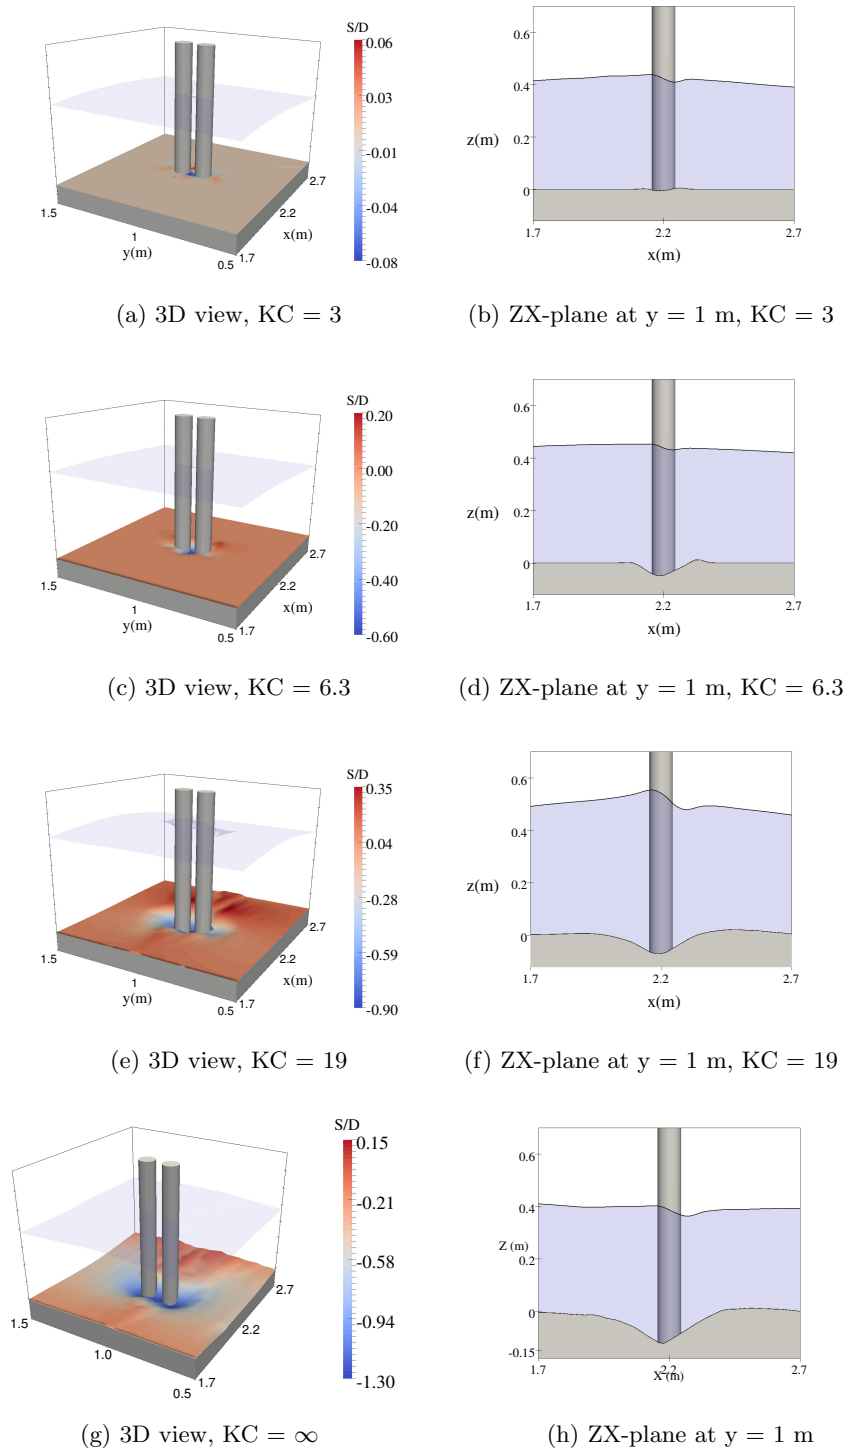 S/D
0.06
0.03
-0.01
-0.04
-0.08
1.5
1
y(m)
0.5
1.7
2.2
x(m)
2.7
0.6
0.4
z(m)
0.2
0
1.7
2.2
2.7
x(m)
(a) 3D view, KC = 3
(b) ZX-plane at y = 1 m, KC = 3
S/D
0.20
0.00
-0.20
-0.40
-0.60
1.5
1
y(m)
0.5
1.7
2.2
x(m)
2.7
0.6
0.4
z(m)
0.2
0
1.7
2.2
2.7
x(m)
(c) 3D view, KC = 6.3
(d) ZX-plane at y = 1 m, KC = 6.3
S/D
0.35
0.04
-0.28
-0.59
-0.90
1.5
1
y(m)
0.5
1.7
2.2
x(m)
2.7
0.6
0.4
z(m)
0.2
0
1.7
2.2
2.7
x(m)
(e) 3D view, KC = 19
(f) ZX-plane at y = 1 m, KC = 19
S/D
0.15
-0.21
-0.58
-0.94
-1.30
1.5
1.0
0.5
1.7
2.2
2.7
0.6
0.4
Z (m)
0.2
0
-0.15
1.7
2.2
2.7
X (m)
(g) 3D view, KC = ∞
(h) ZX-plane at y = 1 m